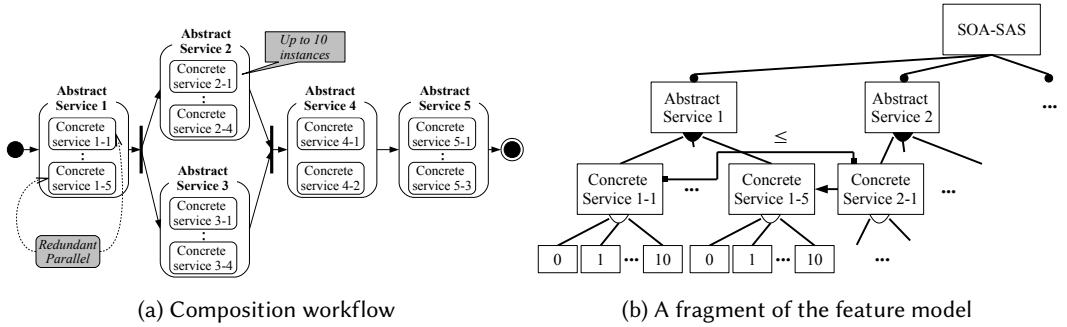 Abstract
Service 2
Up to 10
instances
Concrete
service 2-1
Concrete
service 2-4
Abstract
Service 1
Concrete
service 1-1
Concrete
service 1-5
Abstract
Service 3
Concrete
service 3-1
Concrete
service 3-4
Abstract
Service 4
Concrete
service 4-1
Concrete
service 4-2
Abstract
Service 5
Concrete
service 5-1
Concrete
service 5-3
Redundant
Parallel
(a) Composition workflow
SOA-SAS
Abstract
Service 1
Abstract
Service 2
...
≤
Concrete
Service 1-1
...
Concrete
Service 1-5
Concrete
Service 2-1
...
0 1 ... 10 0 1 ... 10 ...
(b) A fragment of the feature model